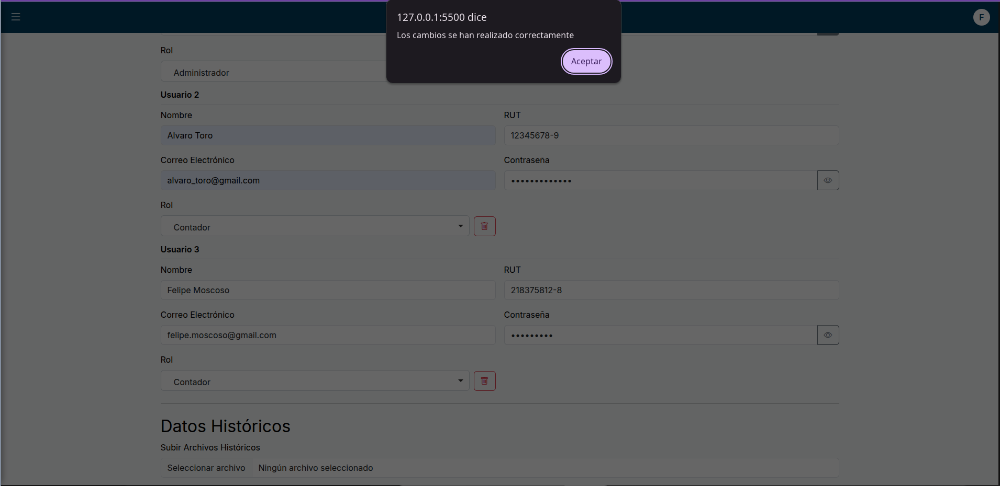 127.0.0.1:5500 dice
Los cambios se han realizado correctamente
Aceptar
F
Rol
Administrador
Usuario 2
Nombre
RUT
Alvaro Toro
12345678-9
Correo Electrónico
Contraseña
alvaro_toro@gmail.com
•••••••••••••
Rol
Contador
Usuario 3
Nombre
RUT
Felipe Moscoso
218375812-8
Correo Electrónico
Contraseña
felipe.moscoso@gmail.com
•••••••••
Rol
Contador
Datos Históricos
Subir Archivos Históricos
Seleccionar archivo
Ningún archivo seleccionado